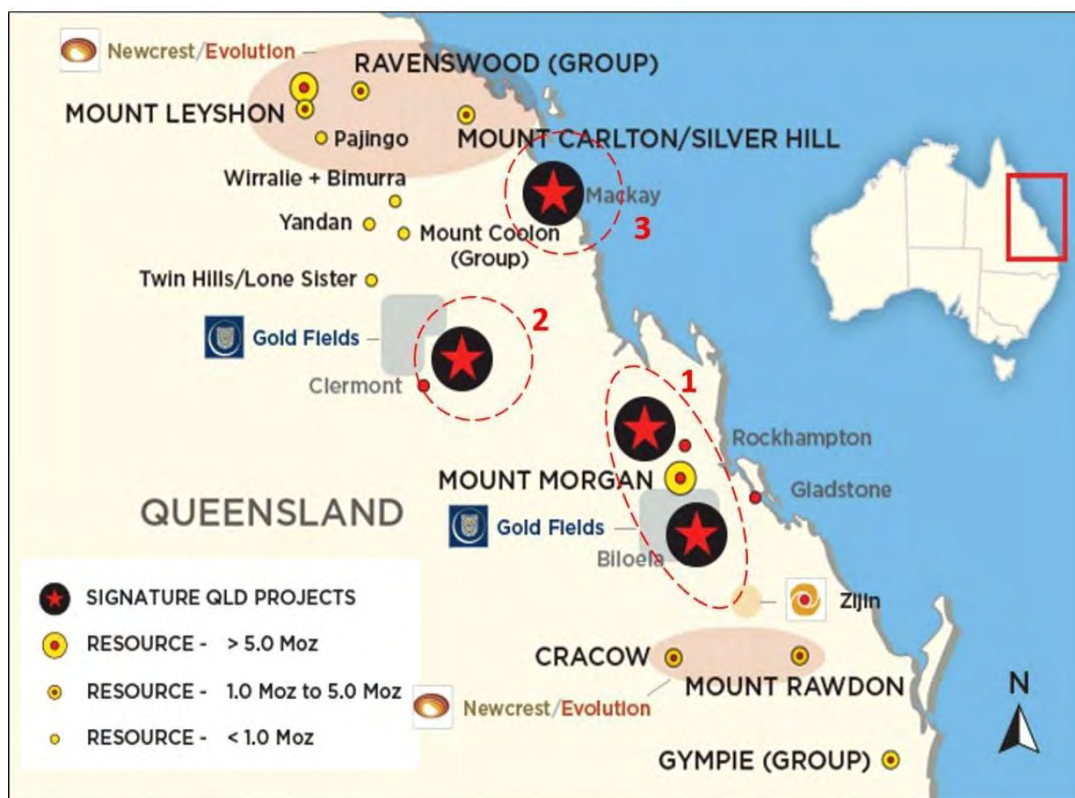 Newcrest/Evolution
RAVENSWOOD (GROUP)
MOUNT LEYSHON
Pajingo
MOUNT CARLTON/SILVER HILL
Wirralie + Bimurra
Mackay
Yandan
3
Mount Coolon
(Group)
Twin Hills/Lone Sister
2
Gold Fields
Clermont
1
Rockhampton
MOUNT MORGAN
Gladstone
QUEENSLAND
Gold Fields
Biloela
SIGNATURE QLD PROJECTS
Zijin
RESOURCE - > 5.0 Moz
CRACOW
RESOURCE - 1.0 Moz to 5.0 Moz
MOUNT RAWDON
N
Newcrest/Evolution
RESOURCE - < 1.0 Moz
GYMPIE (GROUP)